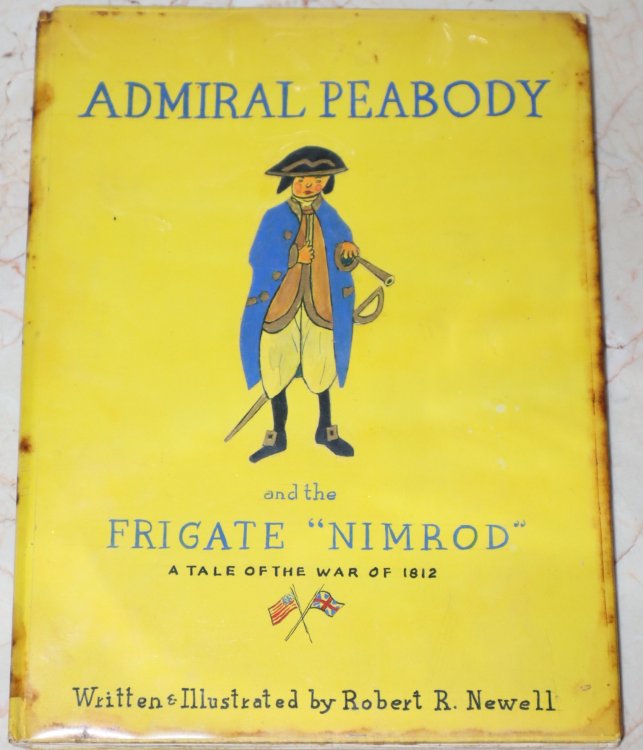 ADMIRAL PEABODY
and the
FRIGATE "NIMROD"
A TALE OF THE WAR OF 1812
Written & Illustrated by Robert R. Newell